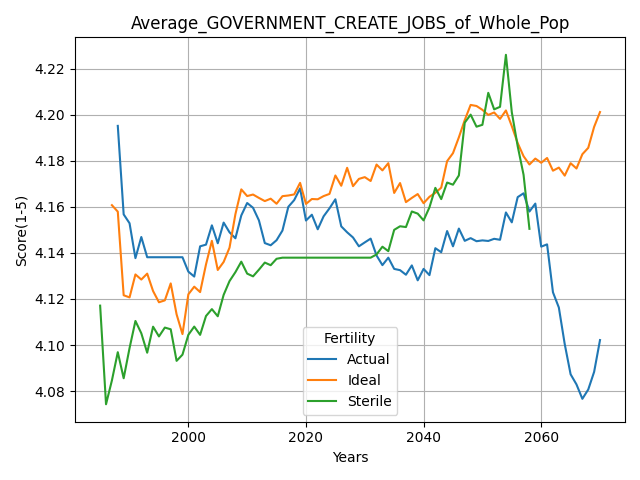 Average_GOVERNMENT_CREATE_JOBS_of_Whole_Pop
4.22
4.20
4.18
4.16
4.14
4.12
4.10
4.08
Score(1-5)
Fertility
Actual
Ideal
Sterile
2000
2020
2040
2060
Years